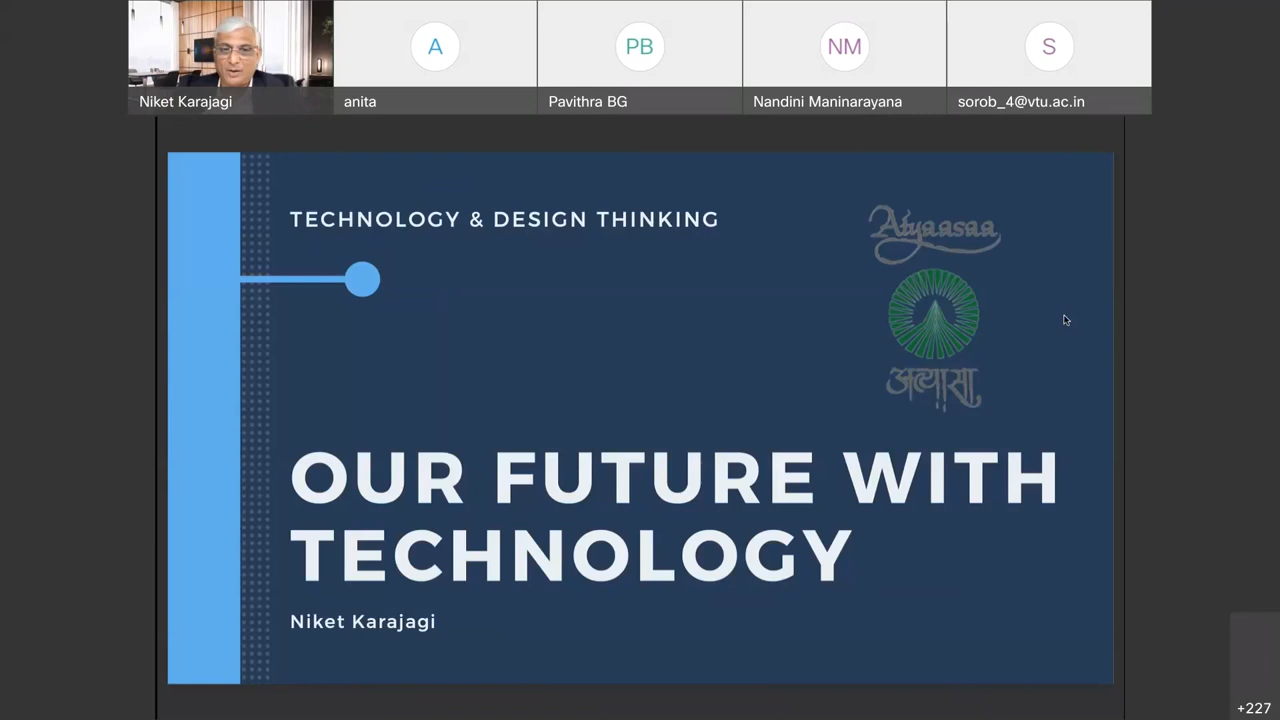 A
PB
NM
S
Niket Karajagi
anita
Pavithra BG
Nandini Maninarayana
sorob_4@vtu.ac.in
TECHNOLOGY & DESIGN THINKING
Atyaasaa
अत्यासा
OUR FUTURE WITH
TECHNOLOGY
Niket Karajagi
+227